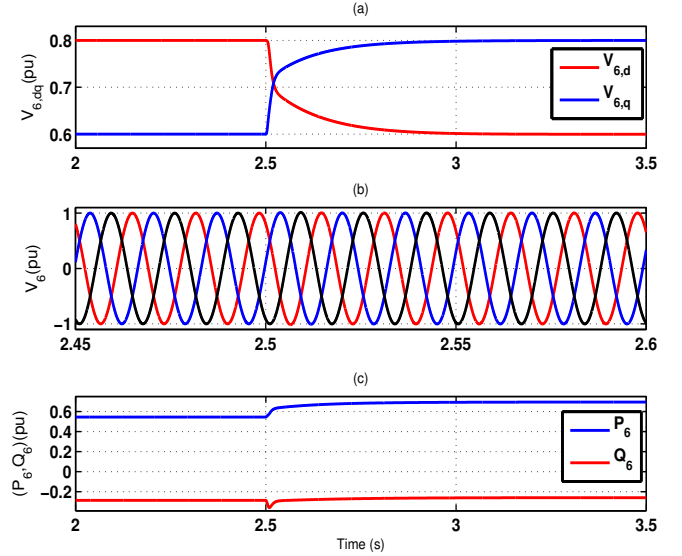 (a)
V6,dq(pu)
0.8
0.7
0.6
V6,d
V6,q
2
2.5
3
3.5
(b)
V6(pu)
1
0
−1
2.45
2.5
2.55
2.6
(c)
(P6,Q6)(pu)
0.6
0.4
0.2
0
−0.2
P6
Q6
2
2.5
3
3.5
Time (s)